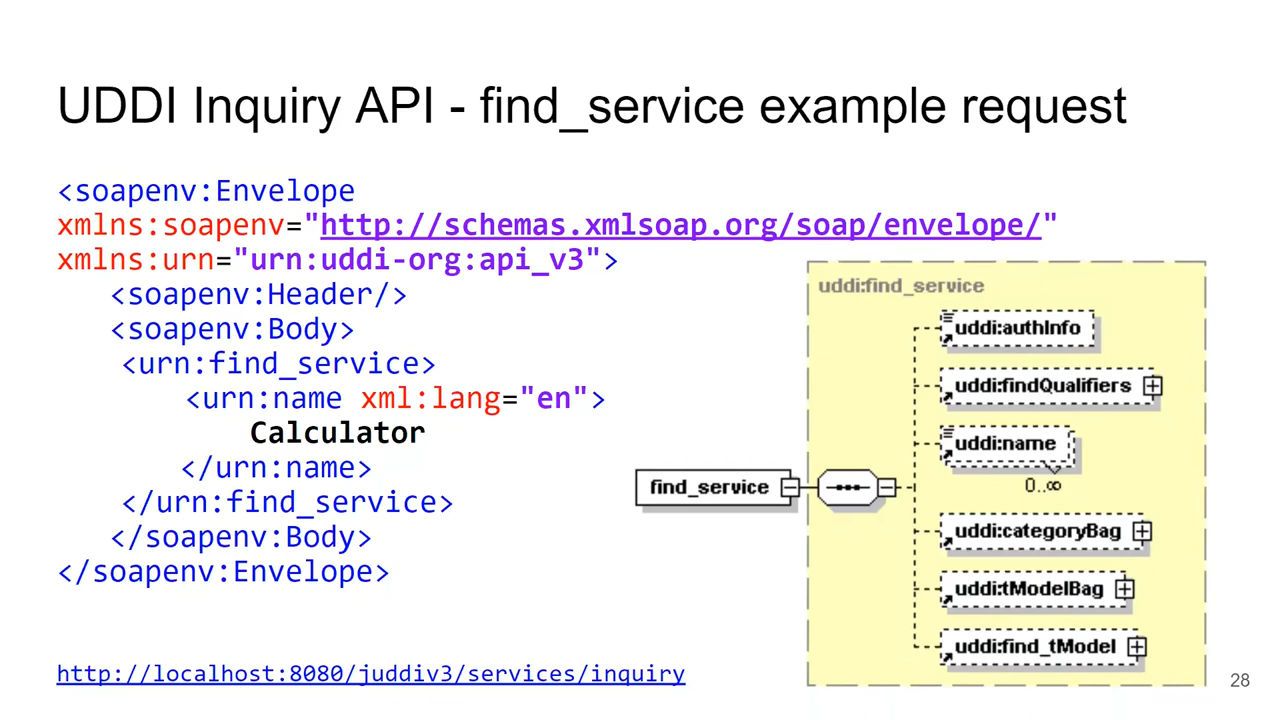 UDDI Inquiry API - find_service example request
<soapenv:Envelope
xmlns:soapenv="http://schemas.xmlsoap.org/soap/envelope/"
xmlns:urn="urn:uddi-org:api_v3">
<soapenv:Header/>
<soapenv:Body>
<urn:find_service>
<urn:name xml:lang="en">
Calculator
</urn:name>
</urn:find_service>
</soapenv:Body>
</soapenv:Envelope>
uddi:find_service
uddi:authInfo
uddi:findQualifiers
uddi:name
0..∞
find_service
uddi:categoryBag
uddi:tModelBag
uddi:find_tModel
http://localhost:8080/juddiv3/services/inquiry
28